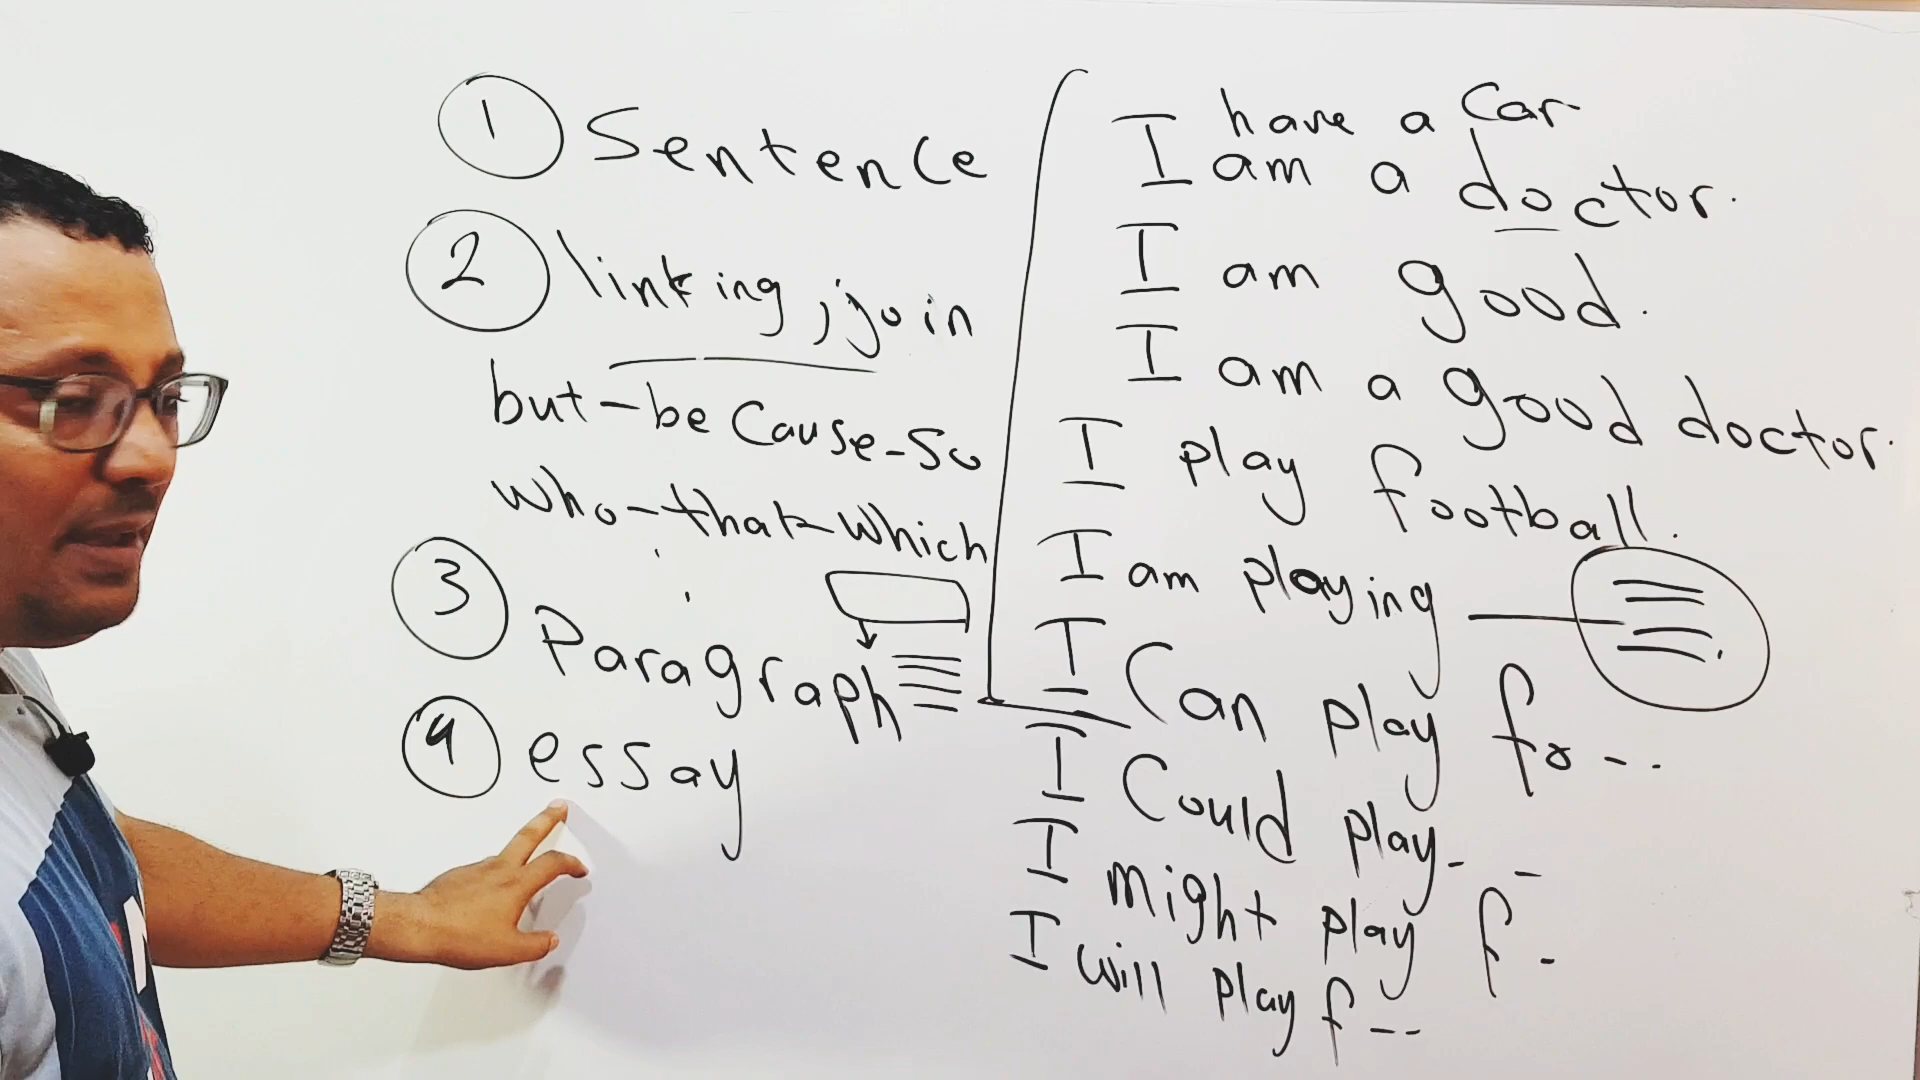 1 Sentence
2 linking, join
but - because - so
who - that - which
3 Paragraph
4 essay
I have a car
I am a doctor.
I am good.
I am a good doctor.
I play football.
I am playing
I can play fo---
I could play - -
I might play f -
I will play f --